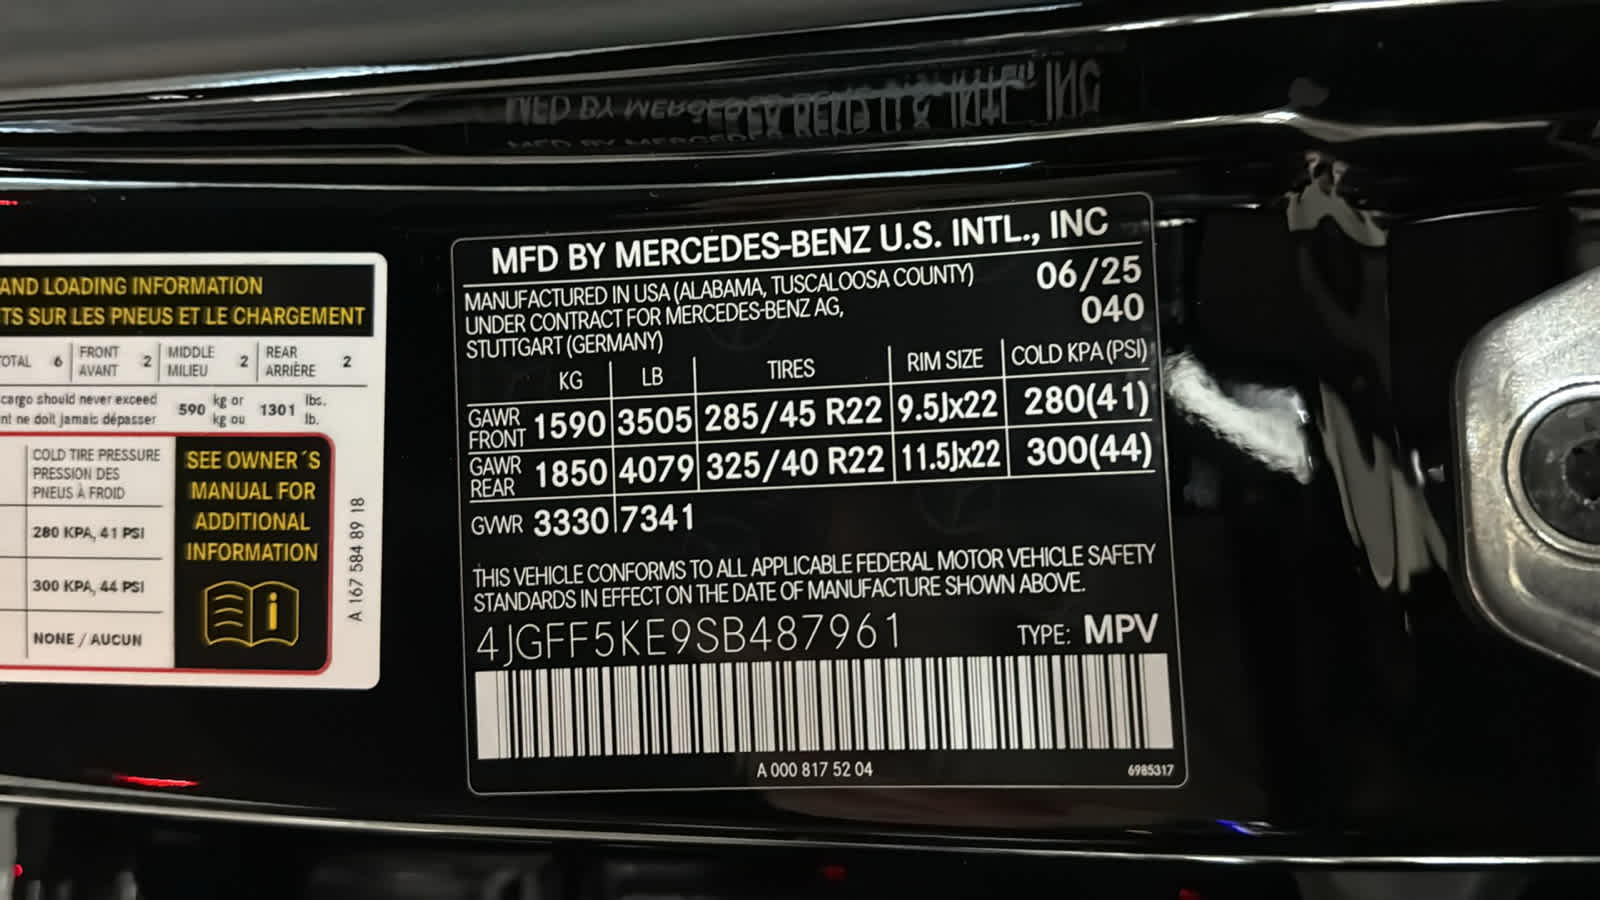 MFD BY MERCEDES-BENZ U.S. INTL., INC
MANUFACTURED IN USA (ALABAMA, TUSCALOOSA COUNTY)
UNDER CONTRACT FOR MERCEDES-BENZ AG,
STUTTGART (GERMANY)
06/25
040
KG LB TIRES RIM SIZE COLD KPA (PSI)
GAWR FRONT 1590 3505 285/45 R22 9.5Jx22 280(41)
GAWR REAR 1850 4079 325/40 R22 11.5Jx22 300(44)
GVWR 3330 7341
THIS VEHICLE CONFORMS TO ALL APPLICABLE FEDERAL MOTOR VEHICLE SAFETY
STANDARDS IN EFFECT ON THE DATE OF MANUFACTURE SHOWN ABOVE.
4JGFF5KE9SB487961 TYPE: MPV
A 000 817 52 04 6985317
AND LOADING INFORMATION
TS SUR LES PNEUS ET LE CHARGEMENT
OTAL 6 FRONT AVANT 2 MIDDLE MILIEU 2 REAR ARRIÈRE 2
cargo should never exceed 590 kg or 1301 lbs.
nt ne doit jamais dépasser kg ou lb.
COLD TIRE PRESSURE
PRESSION DES
PNEUS À FROID
280 KPA, 41 PSI
300 KPA, 44 PSI
NONE / AUCUN
SEE OWNER´S
MANUAL FOR
ADDITIONAL
INFORMATION
A 167 584 89 18